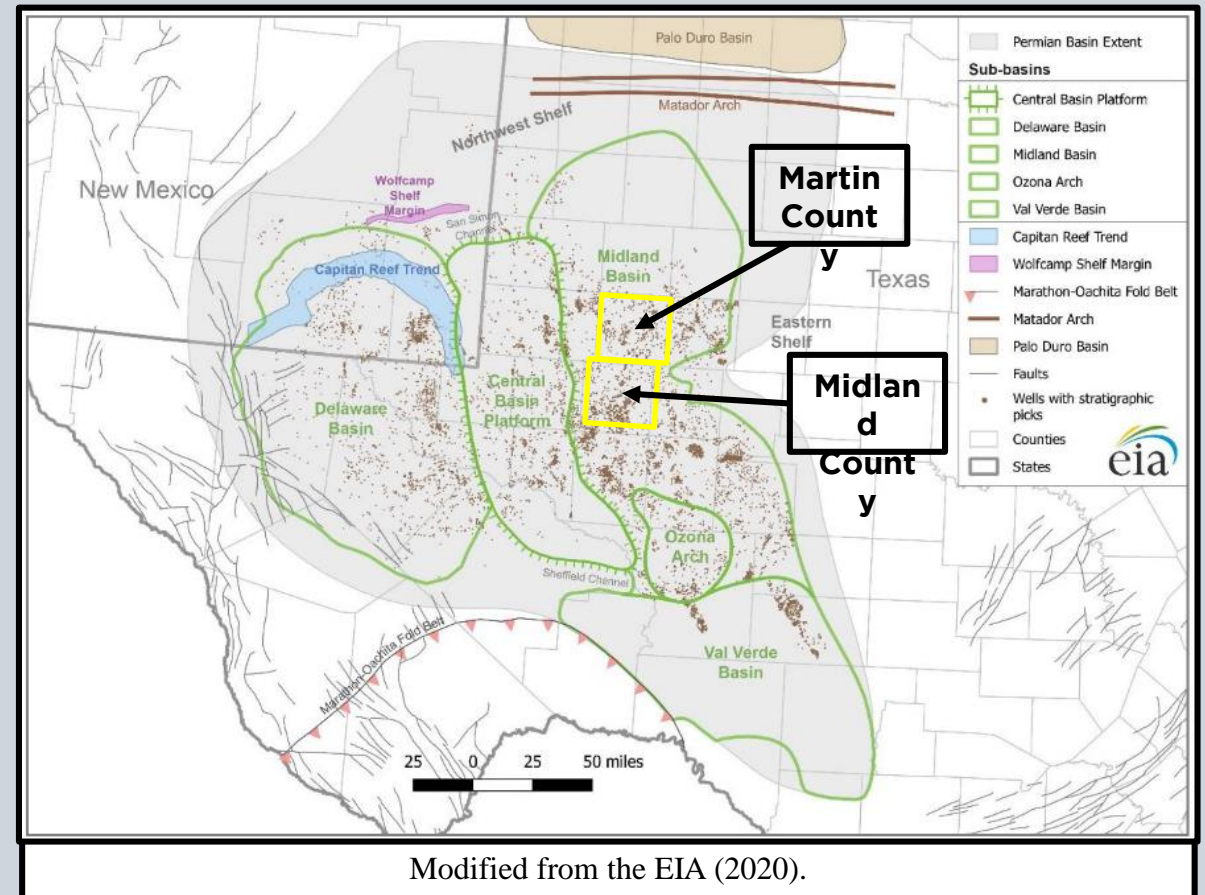 Palo Duro Basin
Matador Arch
Northwest Shelf
New Mexico
Wolfcamp
Shelf
Margin
San Simon
Channel
Capitan Reef Trend
Midland
Basin
Martin
Count
y
Texas
Eastern
Shelf
Midlan
d
Count
y
Central
Basin
Platform
Delaware
Basin
Ozona
Arch
Sheffield Channel
Val Verde
Basin
Marathon-Oachita Fold Belt
25 0 25 50 miles
Permian Basin Extent
Sub-basins
Central Basin Platform
Delaware Basin
Midland Basin
Ozona Arch
Val Verde Basin
Capitan Reef Trend
Wolfcamp Shelf Margin
Marathon-Oachita Fold Belt
Matador Arch
Palo Duro Basin
Faults
Wells with stratigraphic
picks
Counties
States
eia
Modified from the EIA (2020).